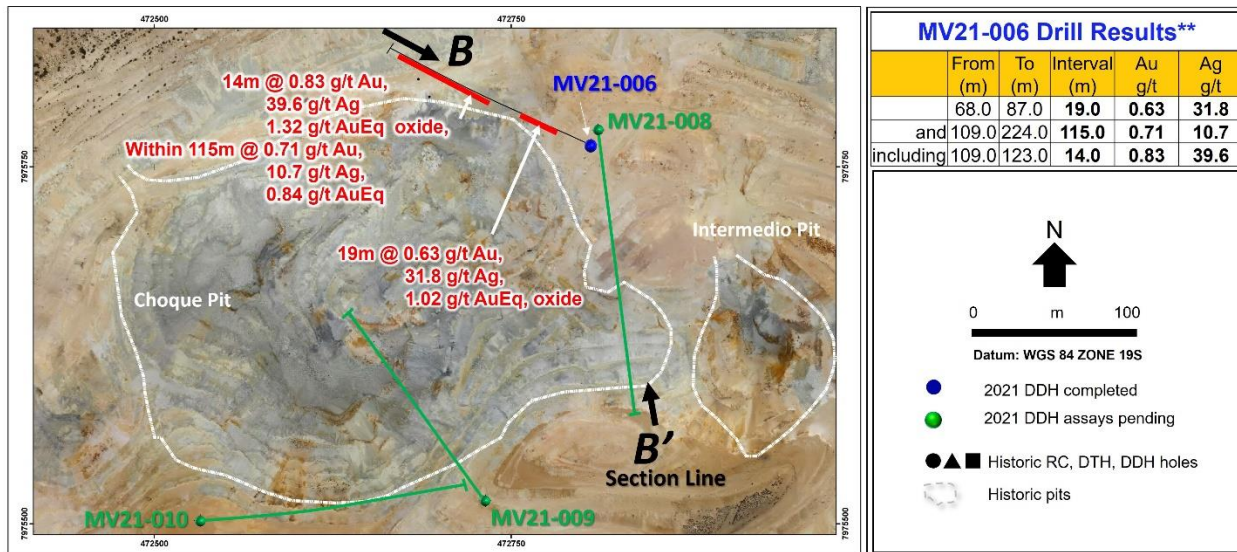 472500
472750
7975750
7975500
B
MV21-006
MV21-008
14m @ 0.83 g/t Au,
39.6 g/t Ag
1.32 g/t AuEq oxide,
Within 115m @ 0.71 g/t Au,
10.7 g/t Ag,
0.84 g/t AuEq
19m @ 0.63 g/t Au,
31.8 g/t Ag,
1.02 g/t AuEq, oxide
Choque Pit
Intermedio Pit
B’
Section Line
MV21-010
MV21-009
7975750
7975500
472500
472750
MV21-006 Drill Results**
From To Interval Au Ag
(m) (m) (m) g/t g/t
68.0 87.0 19.0 0.63 31.8
and 109.0 224.0 115.0 0.71 10.7
including 109.0 123.0 14.0 0.83 39.6
N
0 m 100
Datum: WGS 84 ZONE 19S
2021 DDH completed
2021 DDH assays pending
Historic RC, DTH, DDH holes
Historic pits